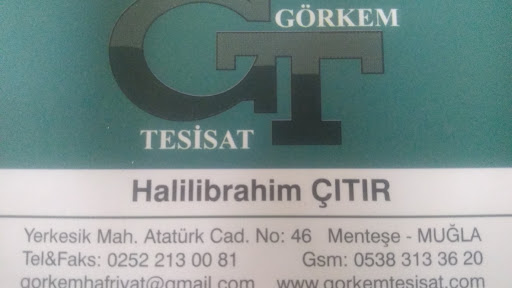 GÖRKEM
GT
TESİSAT
Halilibrahim ÇITIR
Yerkesik Mah. Atatürk Cad. No: 46 Menteşe - MUĞLA
Tel&Faks: 0252 213 00 81 Gsm: 0538 313 36 20
gorkemhafriyat@gmail.com www.gorkemtesisat.com